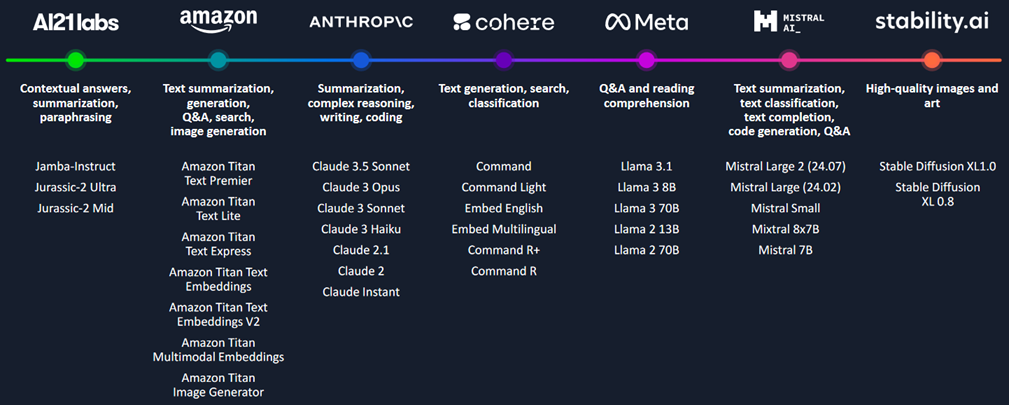 AI21labs
amazon
ANTHROP\C
cohere
Meta
MISTRAL
AI_
stability.ai
Contextual answers,
summarization,
paraphrasing
Text summarization,
generation,
Q&A, search,
image generation
Summarization,
complex reasoning,
writing, coding
Text generation, search,
classification
Q&A and reading
comprehension
Text summarization,
text classification,
text completion,
code generation, Q&A
High-quality images and
art
Jamba-Instruct
Jurassic-2 Ultra
Jurassic-2 Mid
Amazon Titan
Text Premier
Amazon Titan
Text Lite
Amazon Titan
Text Express
Amazon Titan Text
Embeddings
Amazon Titan Text
Embeddings V2
Amazon Titan
Multimodal Embeddings
Amazon Titan
Image Generator
Claude 3.5 Sonnet
Claude 3 Opus
Claude 3 Sonnet
Claude 3 Haiku
Claude 2.1
Claude 2
Claude Instant
Command
Command Light
Embed English
Embed Multilingual
Command R+
Command R
Llama 3.1
Llama 3 8B
Llama 3 70B
Llama 2 13B
Llama 2 70B
Mistral Large 2 (24.07)
Mistral Large (24.02)
Mistral Small
Mixtral 8x7B
Mistral 7B
Stable Diffusion XL1.0
Stable Diffusion
XL 0.8